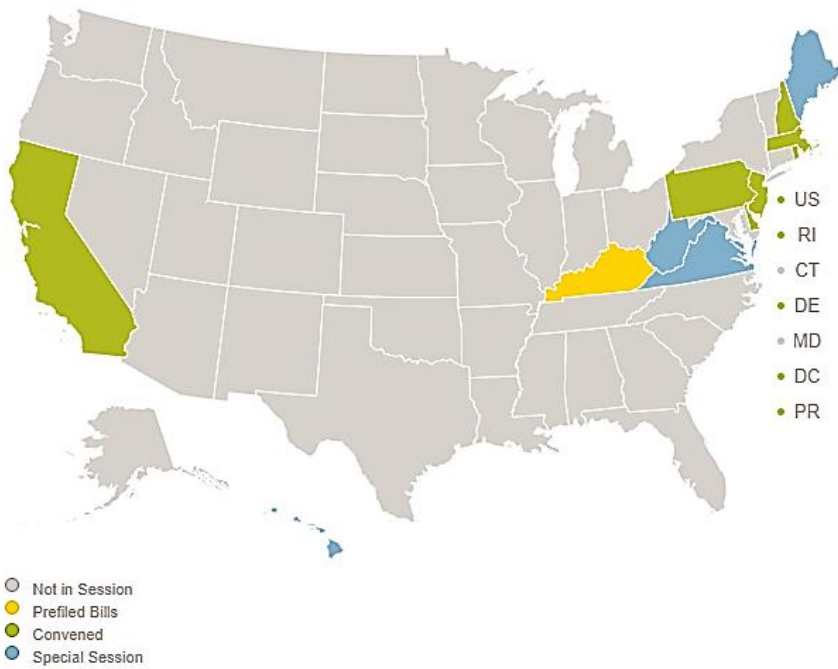 US
RI
CT
DE
MD
DC
PR
Not in Session
Prefiled Bills
Convened
Special Session